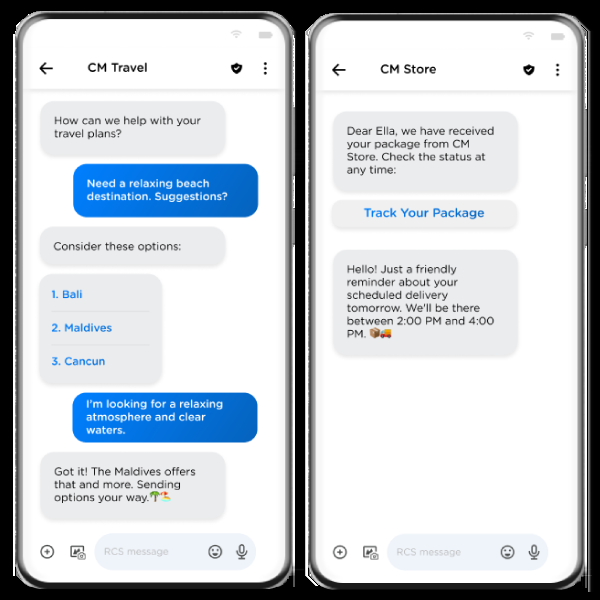 CM Travel
How can we help with your
travel plans?
Need a relaxing beach
destination. Suggestions?
Consider these options:
1. Bali
2. Maldives
3. Cancun
I'm looking for a relaxing
atmosphere and clear
waters.
Got it! The Maldives offers
that and more. Sending
options your way.🌴🏖️
RCS message
CM Store
Dear Ella, we have received
your package from CM
Store. Check the status at
any time:
Track Your Package
Hello! Just a friendly
reminder about your
scheduled delivery
tomorrow. We'll be there
between 2:00 PM and 4:00
PM. 📦🚚
RCS message